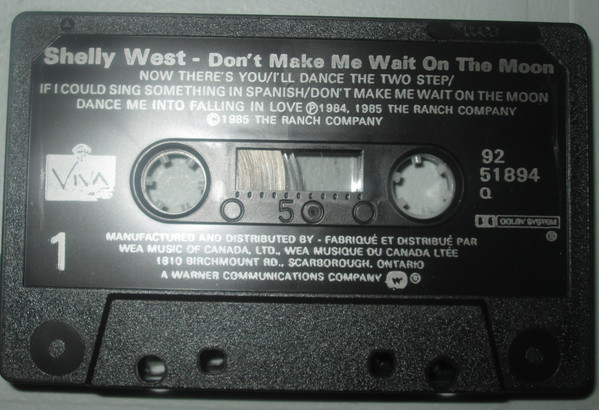 Shelly West - Don't Make Me Wait On The Moon
NOW THERE'S YOU/I'LL DANCE THE TWO STEP/
IF I COULD SING SOMETHING IN SPANISH/DON'T MAKE ME WAIT ON THE MOON
DANCE ME INTO FALLING IN LOVE Ⓟ1984, 1985 THE RANCH COMPANY
©1985 THE RANCH COMPANY
VIVA
92
51894
Q
5
1
MANUFACTURED AND DISTRIBUTED BY - FABRIQUÉ ET DISTRIBUÉ PAR
WEA MUSIC OF CANADA, LTD., WEA MUSIQUE DU CANADA LTÉE
1810 BIRCHMOUNT RD., SCARBOROUGH, ONTARIO
A WARNER COMMUNICATIONS COMPANY ®